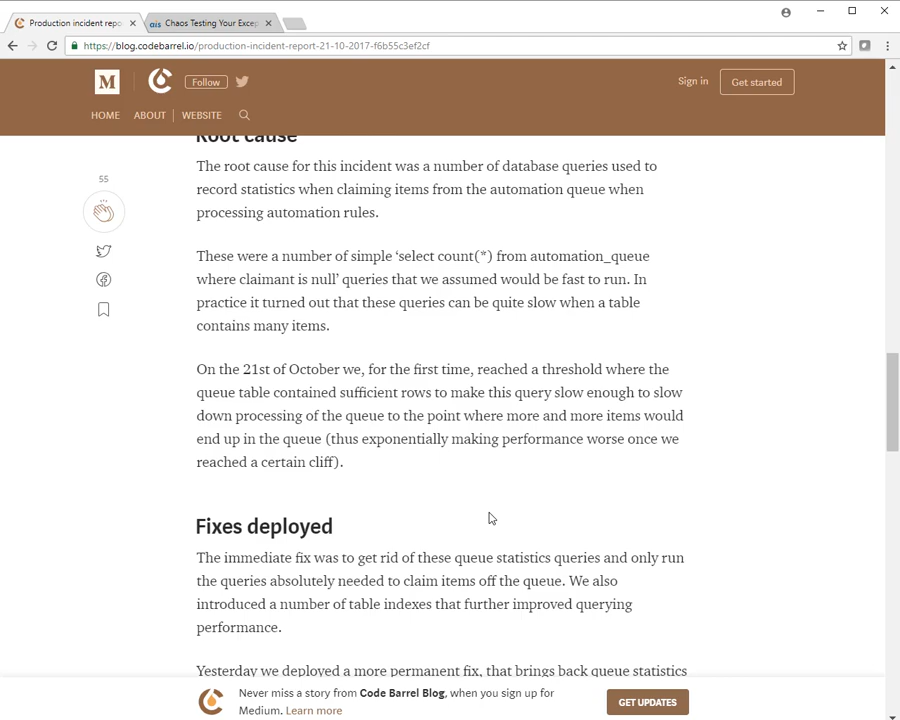 Production incident repo
ais Chaos Testing Your Excep
https://blog.codebarrel.io/production-incident-report-21-10-2017-f6b55c3ef2cf
M
Follow
Sign in
Get started
HOME
ABOUT
WEBSITE
Root cause
The root cause for this incident was a number of database queries used to
record statistics when claiming items from the automation queue when
processing automation rules.
55
These were a number of simple ‘select count(*) from automation_queue
where claimant is null’ queries that we assumed would be fast to run. In
practice it turned out that these queries can be quite slow when a table
contains many items.
On the 21st of October we, for the first time, reached a threshold where the
queue table contained sufficient rows to make this query slow enough to slow
down processing of the queue to the point where more and more items would
end up in the queue (thus exponentially making performance worse once we
reached a certain cliff).
Fixes deployed
The immediate fix was to get rid of these queue statistics queries and only run
the queries absolutely needed to claim items off the queue. We also
introduced a number of table indexes that further improved querying
performance.
Yesterday we deployed a more permanent fix, that brings back queue statistics
Never miss a story from Code Barrel Blog, when you sign up for
Medium. Learn more
GET UPDATES